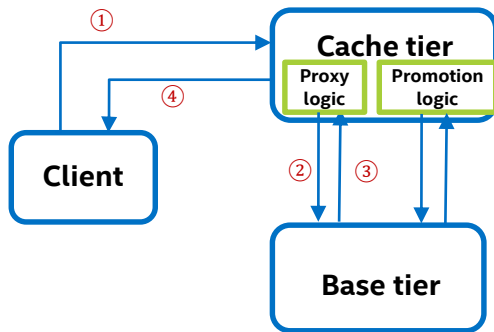 ①
Cache tier
Proxy
logic
Promotion
logic
④
Client
②
③
Base tier